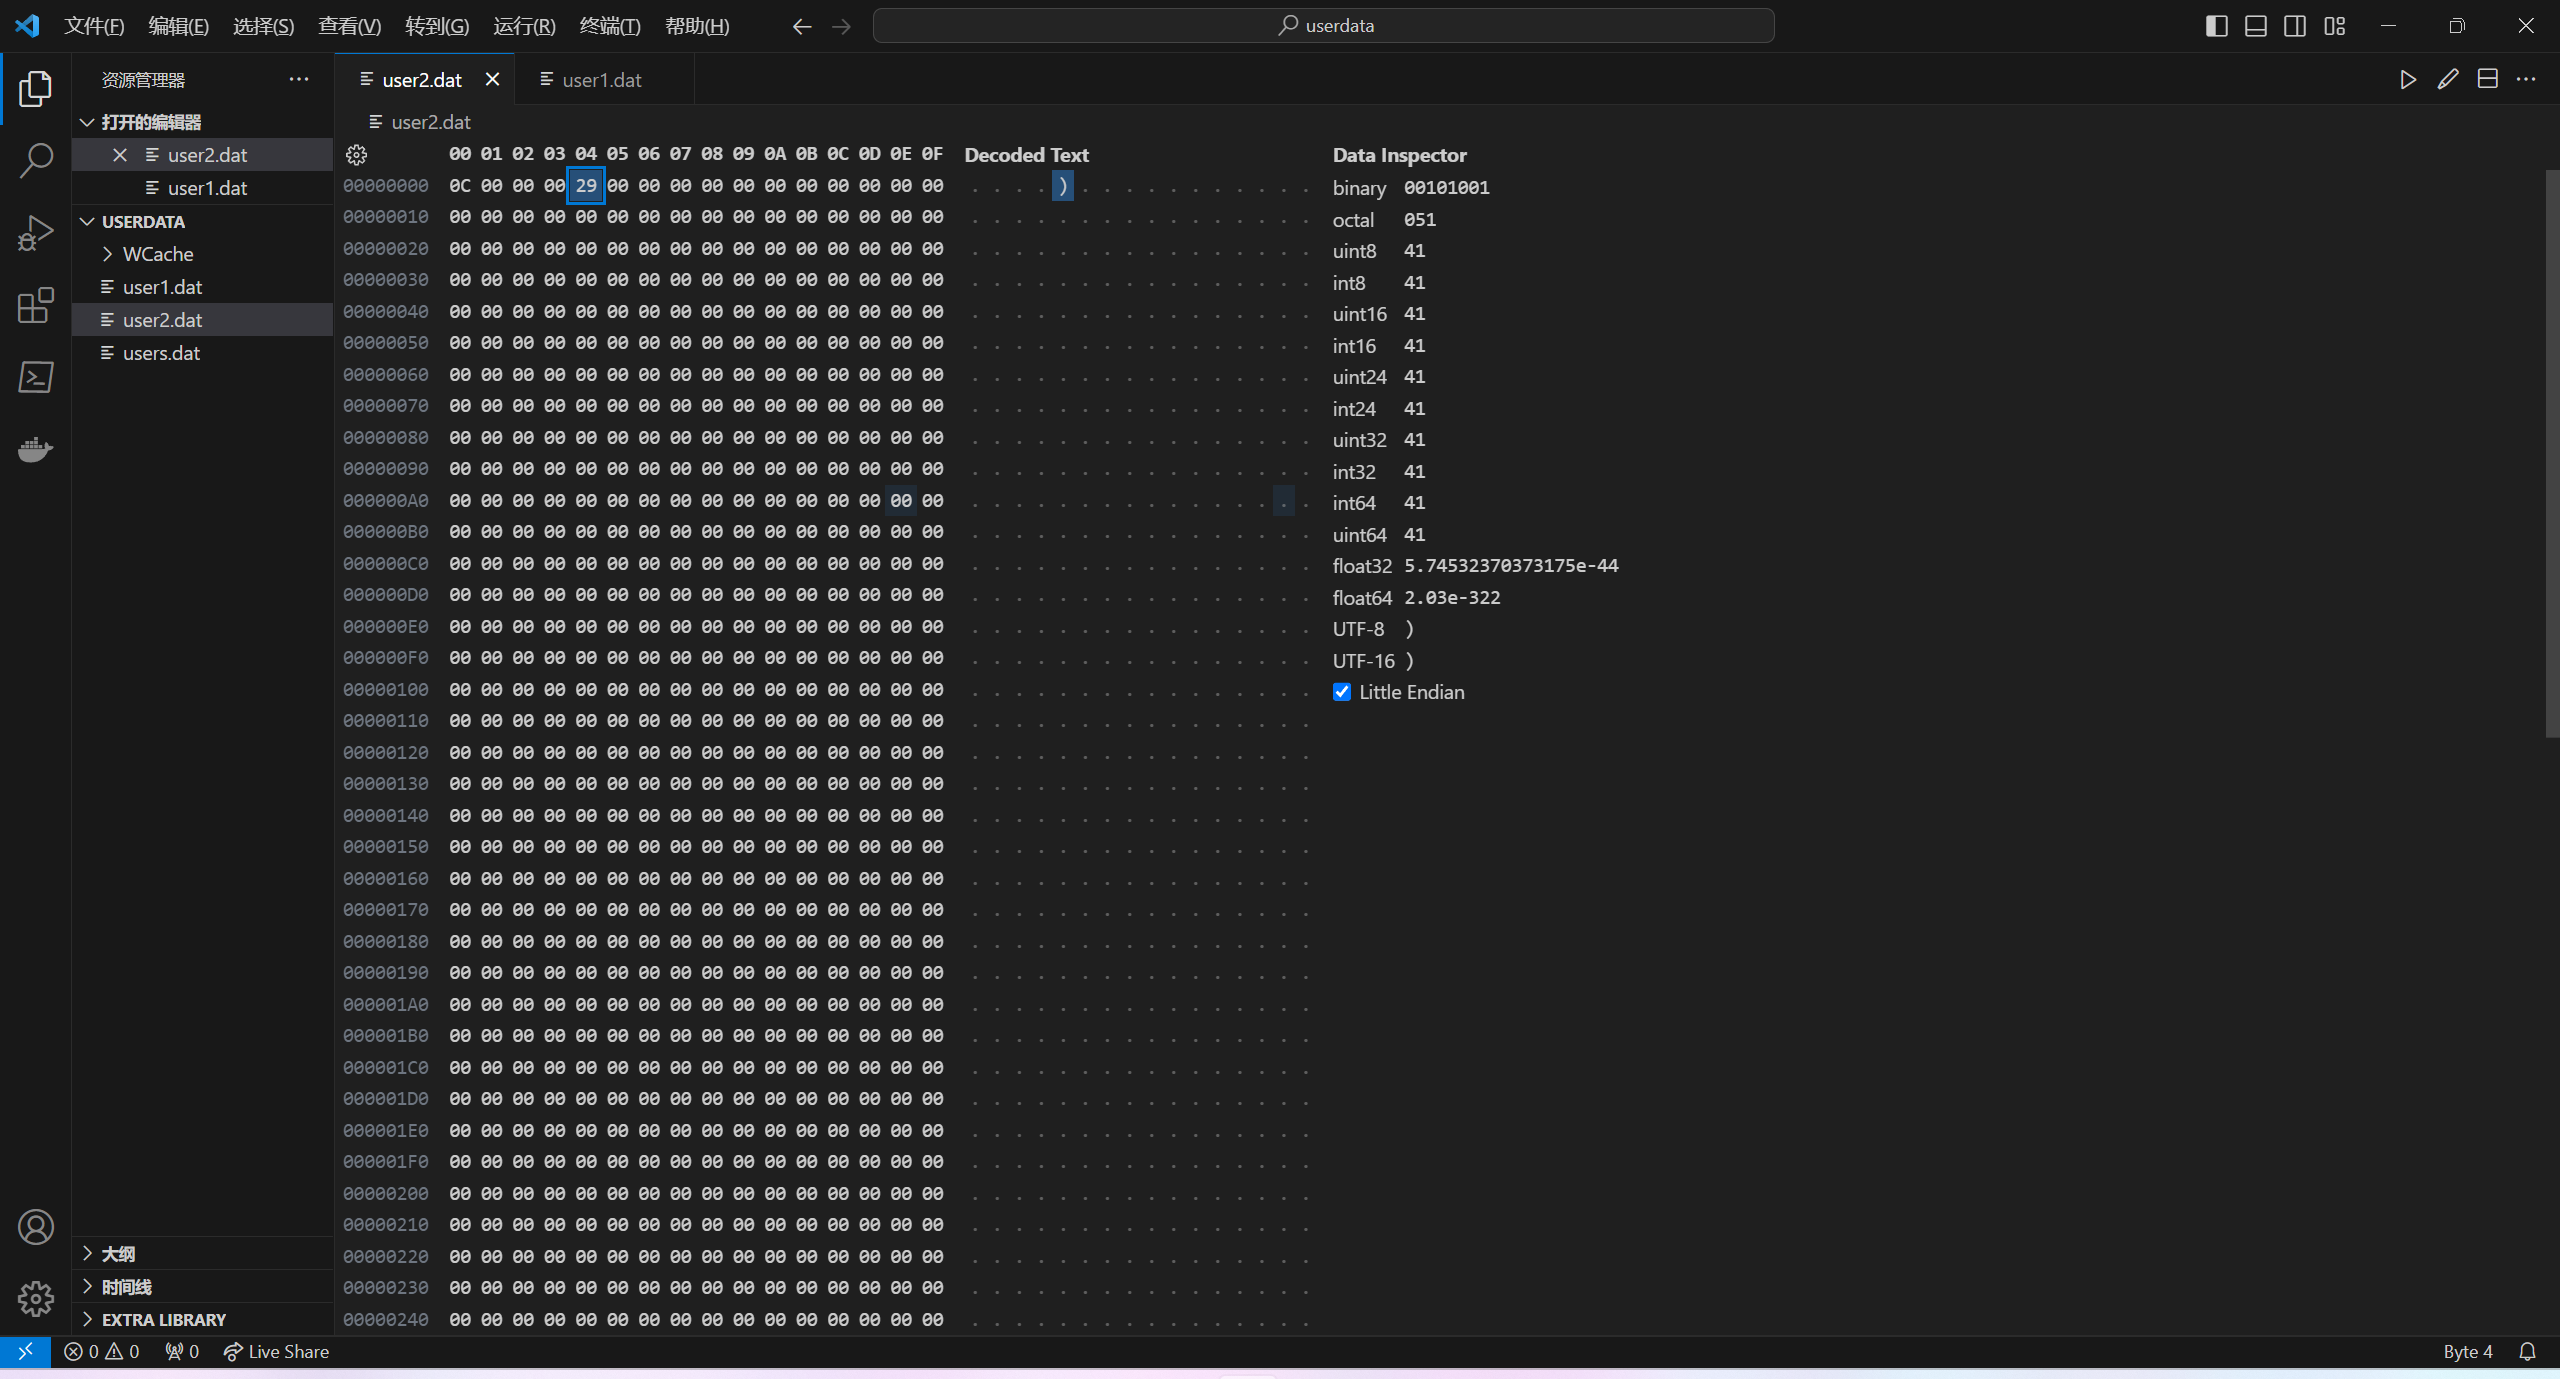 文件(F) 编辑(E) 选择(S) 查看(V) 转到(G) 运行(R) 终端(T) 帮助(H) userdata
资源管理器
打开的编辑器
user2.dat
user1.dat
USERDATA
WCache
user1.dat
user2.dat
users.dat
大纲
时间线
EXTRA LIBRARY
user2.dat user1.dat
user2.dat
00 01 02 03 04 05 06 07 08 09 0A 0B 0C 0D 0E 0F Decoded Text
00000000 0C 00 00 00 29 00 00 00 00 00 00 00 00 00 00 00 . . . . ) . . . . . . . . . . .
00000010 00 00 00 00 00 00 00 00 00 00 00 00 00 00 00 00 . . . . . . . . . . . . . . . .
00000020 00 00 00 00 00 00 00 00 00 00 00 00 00 00 00 00 . . . . . . . . . . . . . . . .
00000030 00 00 00 00 00 00 00 00 00 00 00 00 00 00 00 00 . . . . . . . . . . . . . . . .
00000040 00 00 00 00 00 00 00 00 00 00 00 00 00 00 00 00 . . . . . . . . . . . . . . . .
00000050 00 00 00 00 00 00 00 00 00 00 00 00 00 00 00 00 . . . . . . . . . . . . . . . .
00000060 00 00 00 00 00 00 00 00 00 00 00 00 00 00 00 00 . . . . . . . . . . . . . . . .
00000070 00 00 00 00 00 00 00 00 00 00 00 00 00 00 00 00 . . . . . . . . . . . . . . . .
00000080 00 00 00 00 00 00 00 00 00 00 00 00 00 00 00 00 . . . . . . . . . . . . . . . .
00000090 00 00 00 00 00 00 00 00 00 00 00 00 00 00 00 00 . . . . . . . . . . . . . . . .
000000A0 00 00 00 00 00 00 00 00 00 00 00 00 00 00 00 00 . . . . . . . . . . . . . . . .
000000B0 00 00 00 00 00 00 00 00 00 00 00 00 00 00 00 00 . . . . . . . . . . . . . . . .
000000C0 00 00 00 00 00 00 00 00 00 00 00 00 00 00 00 00 . . . . . . . . . . . . . . . .
000000D0 00 00 00 00 00 00 00 00 00 00 00 00 00 00 00 00 . . . . . . . . . . . . . . . .
000000E0 00 00 00 00 00 00 00 00 00 00 00 00 00 00 00 00 . . . . . . . . . . . . . . . .
000000F0 00 00 00 00 00 00 00 00 00 00 00 00 00 00 00 00 . . . . . . . . . . . . . . . .
00000100 00 00 00 00 00 00 00 00 00 00 00 00 00 00 00 00 . . . . . . . . . . . . . . . .
00000110 00 00 00 00 00 00 00 00 00 00 00 00 00 00 00 00 . . . . . . . . . . . . . . . .
00000120 00 00 00 00 00 00 00 00 00 00 00 00 00 00 00 00 . . . . . . . . . . . . . . . .
00000130 00 00 00 00 00 00 00 00 00 00 00 00 00 00 00 00 . . . . . . . . . . . . . . . .
00000140 00 00 00 00 00 00 00 00 00 00 00 00 00 00 00 00 . . . . . . . . . . . . . . . .
00000150 00 00 00 00 00 00 00 00 00 00 00 00 00 00 00 00 . . . . . . . . . . . . . . . .
00000160 00 00 00 00 00 00 00 00 00 00 00 00 00 00 00 00 . . . . . . . . . . . . . . . .
00000170 00 00 00 00 00 00 00 00 00 00 00 00 00 00 00 00 . . . . . . . . . . . . . . . .
00000180 00 00 00 00 00 00 00 00 00 00 00 00 00 00 00 00 . . . . . . . . . . . . . . . .
00000190 00 00 00 00 00 00 00 00 00 00 00 00 00 00 00 00 . . . . . . . . . . . . . . . .
000001A0 00 00 00 00 00 00 00 00 00 00 00 00 00 00 00 00 . . . . . . . . . . . . . . . .
000001B0 00 00 00 00 00 00 00 00 00 00 00 00 00 00 00 00 . . . . . . . . . . . . . . . .
000001C0 00 00 00 00 00 00 00 00 00 00 00 00 00 00 00 00 . . . . . . . . . . . . . . . .
000001D0 00 00 00 00 00 00 00 00 00 00 00 00 00 00 00 00 . . . . . . . . . . . . . . . .
000001E0 00 00 00 00 00 00 00 00 00 00 00 00 00 00 00 00 . . . . . . . . . . . . . . . .
000001F0 00 00 00 00 00 00 00 00 00 00 00 00 00 00 00 00 . . . . . . . . . . . . . . . .
00000200 00 00 00 00 00 00 00 00 00 00 00 00 00 00 00 00 . . . . . . . . . . . . . . . .
00000210 00 00 00 00 00 00 00 00 00 00 00 00 00 00 00 00 . . . . . . . . . . . . . . . .
00000220 00 00 00 00 00 00 00 00 00 00 00 00 00 00 00 00 . . . . . . . . . . . . . . . .
00000230 00 00 00 00 00 00 00 00 00 00 00 00 00 00 00 00 . . . . . . . . . . . . . . . .
00000240 00 00 00 00 00 00 00 00 00 00 00 00 00 00 00 00 . . . . . . . . . . . . . . . .
Data Inspector
binary 00101001
octal 051
uint8 41
int8 41
uint16 41
int16 41
uint24 41
int24 41
uint32 41
int32 41
int64 41
uint64 41
float32 5.74532370373175e-44
float64 2.03e-322
UTF-8 )
UTF-16 )
Little Endian
0 0 0 Live Share Byte 4